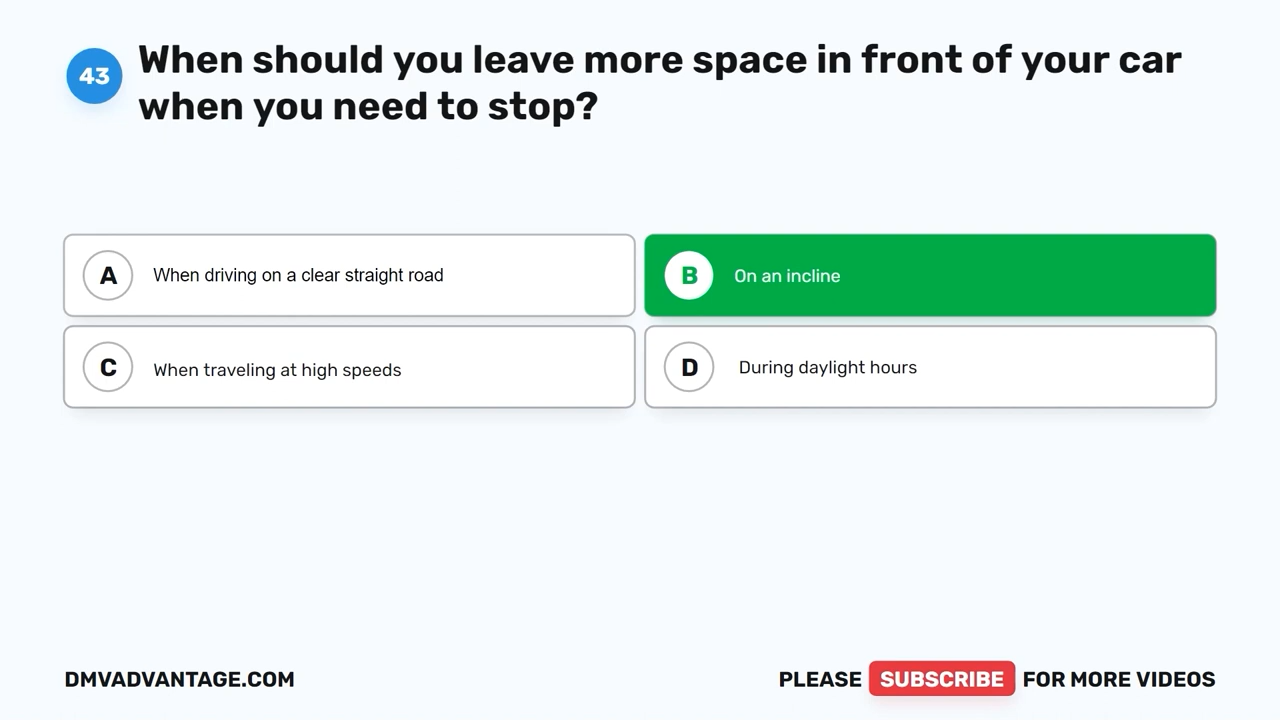 43
When should you leave more space in front of your car
when you need to stop?
A When driving on a clear straight road
B On an incline
C When traveling at high speeds
D During daylight hours
DMVADVANTAGE.COM
PLEASE SUBSCRIBE FOR MORE VIDEOS